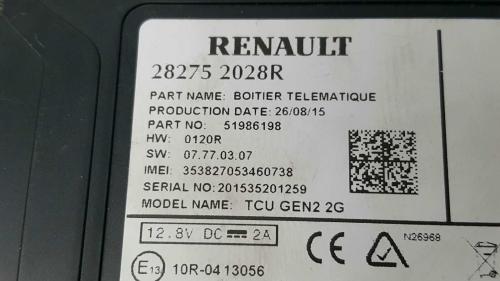 RENAULT
28275 2028R
PART NAME: BOITIER TELEMATIQUE
PRODUCTION DATE: 26/08/15
PART NO: 51986198
HW: 0120R
SW: 07.77.03.07
IMEI: 353827053460738
SERIAL NO: 201535201259
MODEL NAME: TCU GEN2 2G
12.8V DC 2A
CE N26968
E13 10R-04 13056